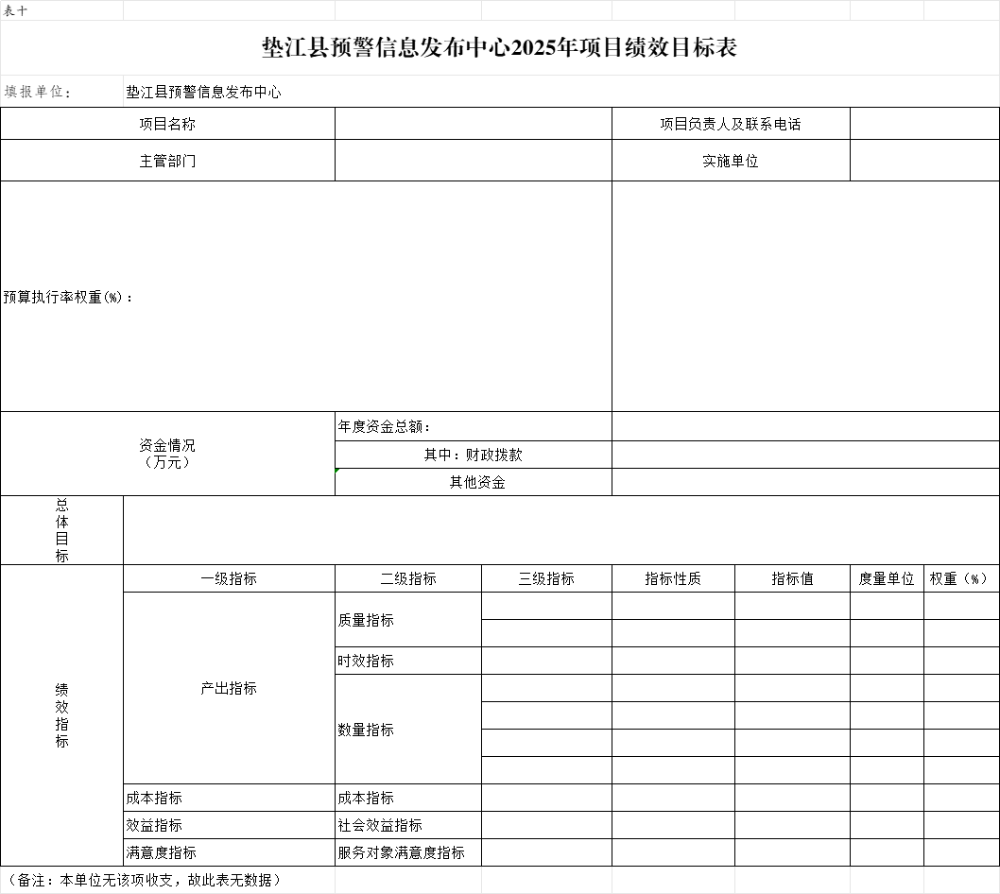 表十
垫江县预警信息发布中心2025年项目绩效目标表
填报单位： 垫江县预警信息发布中心
项目名称 项目负责人及联系电话
主管部门 实施单位
预算执行率权重(%)：
资金情况
（万元）
年度资金总额：
其中：财政拨款
其他资金
总
体
目
标
一级指标 二级指标 三级指标 指标性质 指标值 度量单位 权重（%）
绩
效
指
标
产出指标
质量指标
时效指标
数量指标
成本指标 成本指标
效益指标 社会效益指标
满意度指标 服务对象满意度指标
（备注：本单位无该项收支，故此表无数据）